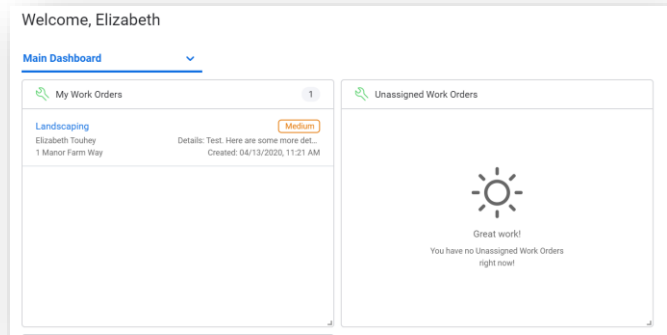 Welcome, Elizabeth
Main Dashboard
My Work Orders 1
Landscaping Medium
Elizabeth Touhey Details: Test. Here are some more det...
1 Manor Farm Way Created: 04/13/2020, 11:21 AM
Unassigned Work Orders
Great work!
You have no Unassigned Work Orders
right now!